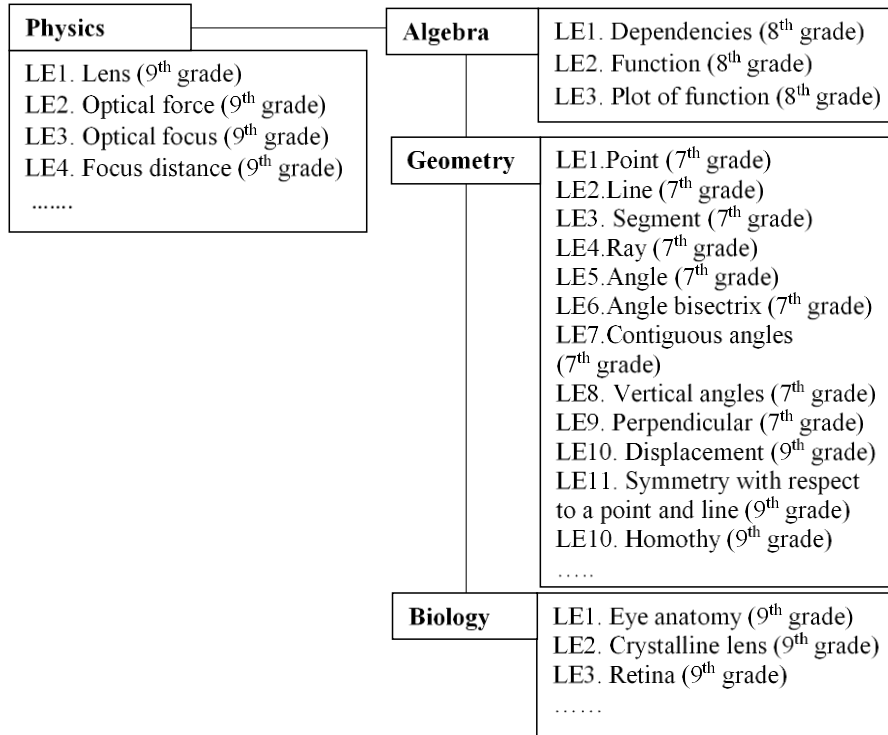 Physics
LE1. Lens (9th grade)
LE2. Optical force (9th grade)
LE3. Optical focus (9th grade)
LE4. Focus distance (9th grade)
.......
Algebra
LE1. Dependencies (8th grade)
LE2. Function (8th grade)
LE3. Plot of function (8th grade)
Geometry
LE1.Point (7th grade)
LE2.Line (7th grade)
LE3. Segment (7th grade)
LE4.Ray (7th grade)
LE5.Angle (7th grade)
LE6.Angle bisectrix (7th grade)
LE7.Contiguous angles
(7th grade)
LE8. Vertical angles (7th grade)
LE9. Perpendicular (7th grade)
LE10. Displacement (9th grade)
LE11. Symmetry with respect
to a point and line (9th grade)
LE10. Homothy (9th grade)
.....
Biology
LE1. Eye anatomy (9th grade)
LE2. Crystalline lens (9th grade)
LE3. Retina (9th grade)
......